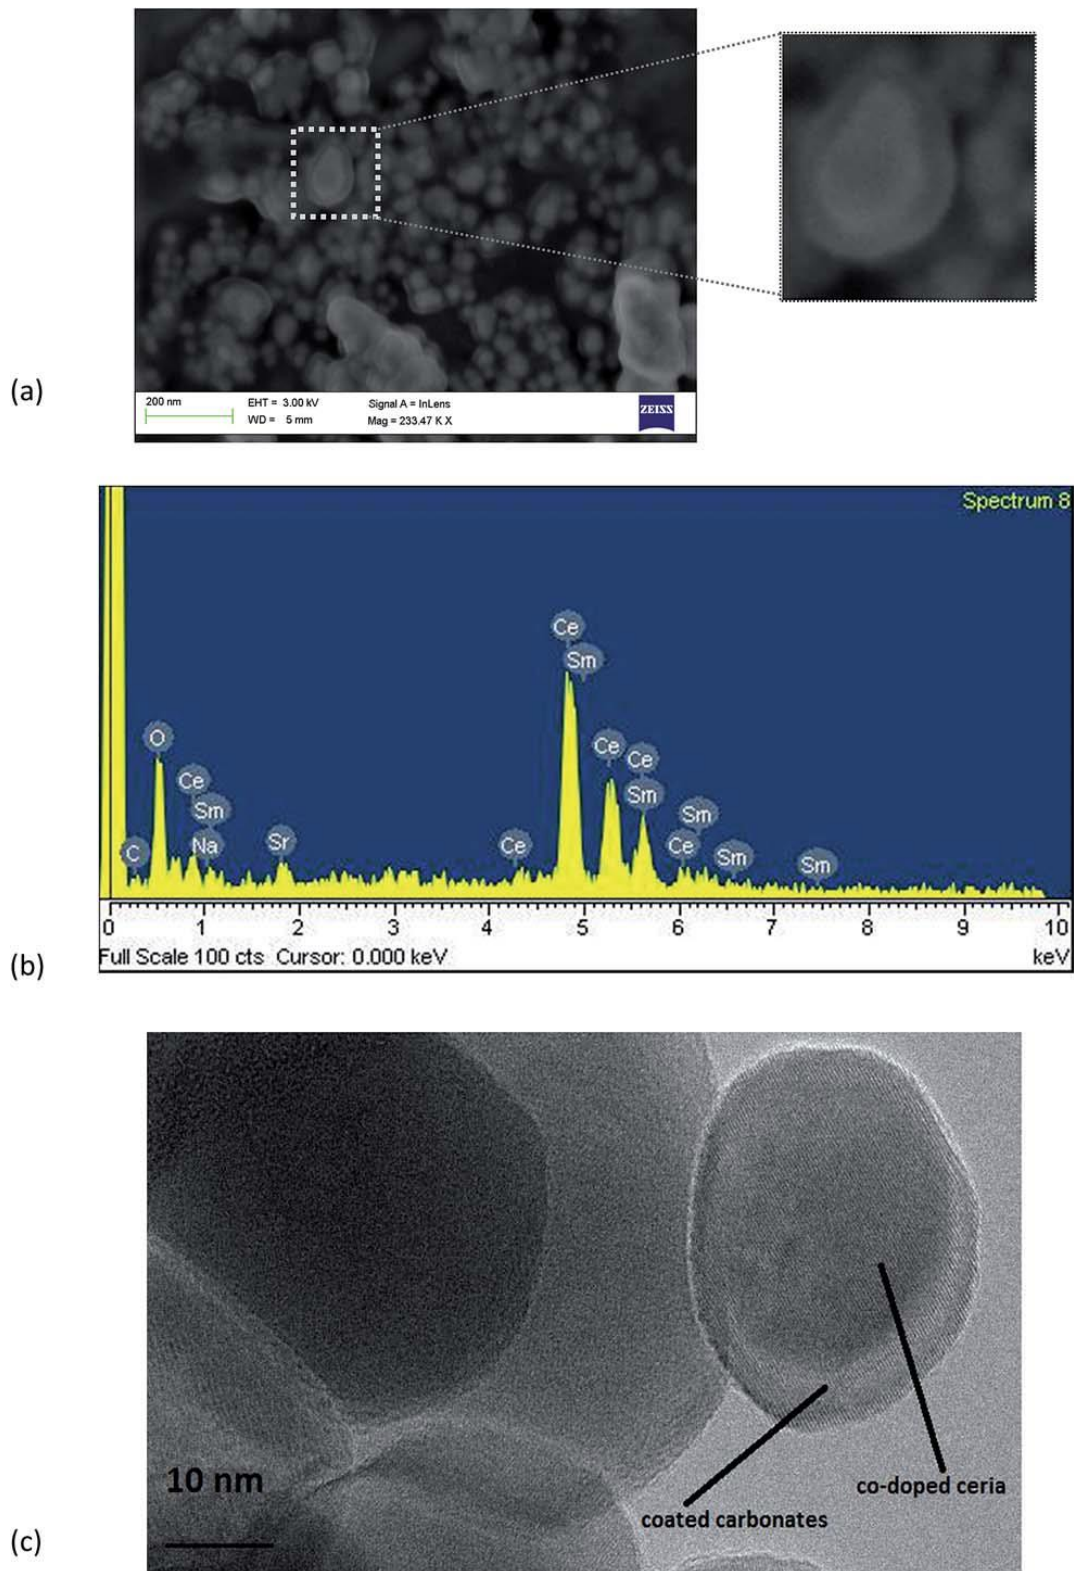 (a)
200 nm
EHT = 3.00 kV
WD = 5 mm
Signal A = InLens
Mag = 233.47 K X
ZEISS
(b)
Spectrum 8
Ce
Sm
O
Ce
Sm
Na
C
Sr
Ce
Ce
Ce
Sm
Sm
Ce
Sm
Sm
0 1 2 3 4 5 6 7 8 9 10
Full Scale 100 cts Cursor: 0.000 keV
keV
(c)
10 nm
co-doped ceria
coated carbonates